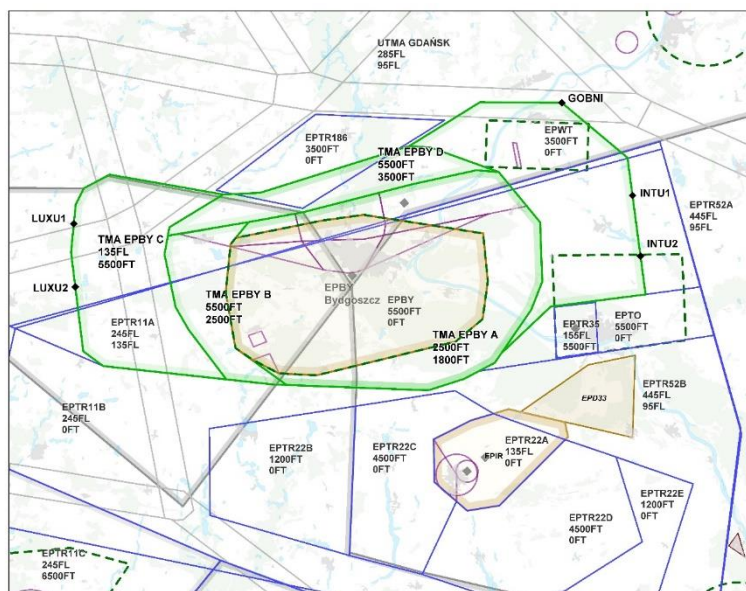 UTMA GDAŃSK
285FL
95FL
GOBNI
EPTR186
3500FT
0FT
EPWT
3500FT
0FT
TMA EPBY D
5500FT
3500FT
INTU1
EPTR52A
445FL
95FL
LUXU1
TMA EPBY C
135FL
5500FT
INTU2
LUXU2
EPBY
Bydgoszcz
EPBY
5500FT
0FT
TMA EPBY B
5500FT
2500FT
EPTR11A
245FL
135FL
EPTR35
155FL
5500FT
EPTO
5500FT
0FT
TMA EPBY A
2500FT
1800FT
EPTR52B
445FL
95FL
EPD33
EPTR11B
245FL
0FT
EPTR22B
1200FT
0FT
EPTR22C
4500FT
0FT
EPTR22A
135FL
0FT
EPIR
EPTR22E
1200FT
0FT
EPTR22D
4500FT
0FT
EPTR11C
245FL
6500FT